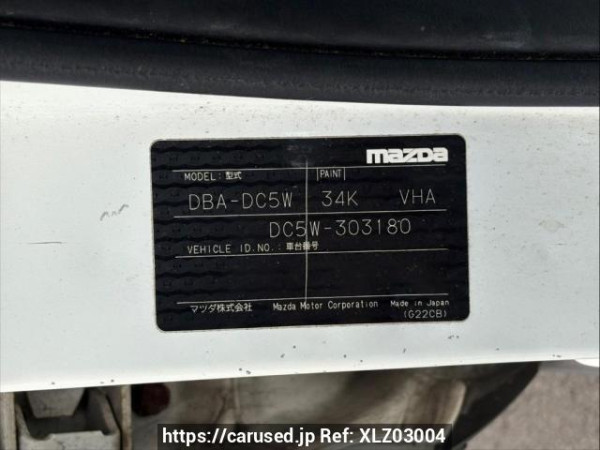 mazda
MODEL: 型式 PAINT
DBA-DC5W 34K VHA
DC5W-303180
VEHICLE ID.NO.: 車台番号
マツダ株式会社 Mazda Motor Corporation Made in Japan
(G22CB)
https://carused.jp Ref: XLZ03004